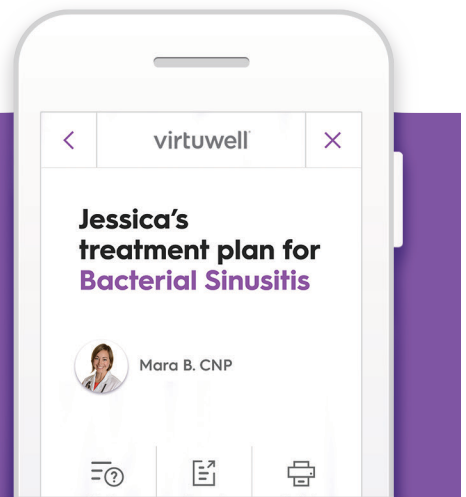 virtuwell
Jessica's
treatment plan for
Bacterial Sinusitis
Mara B. CNP